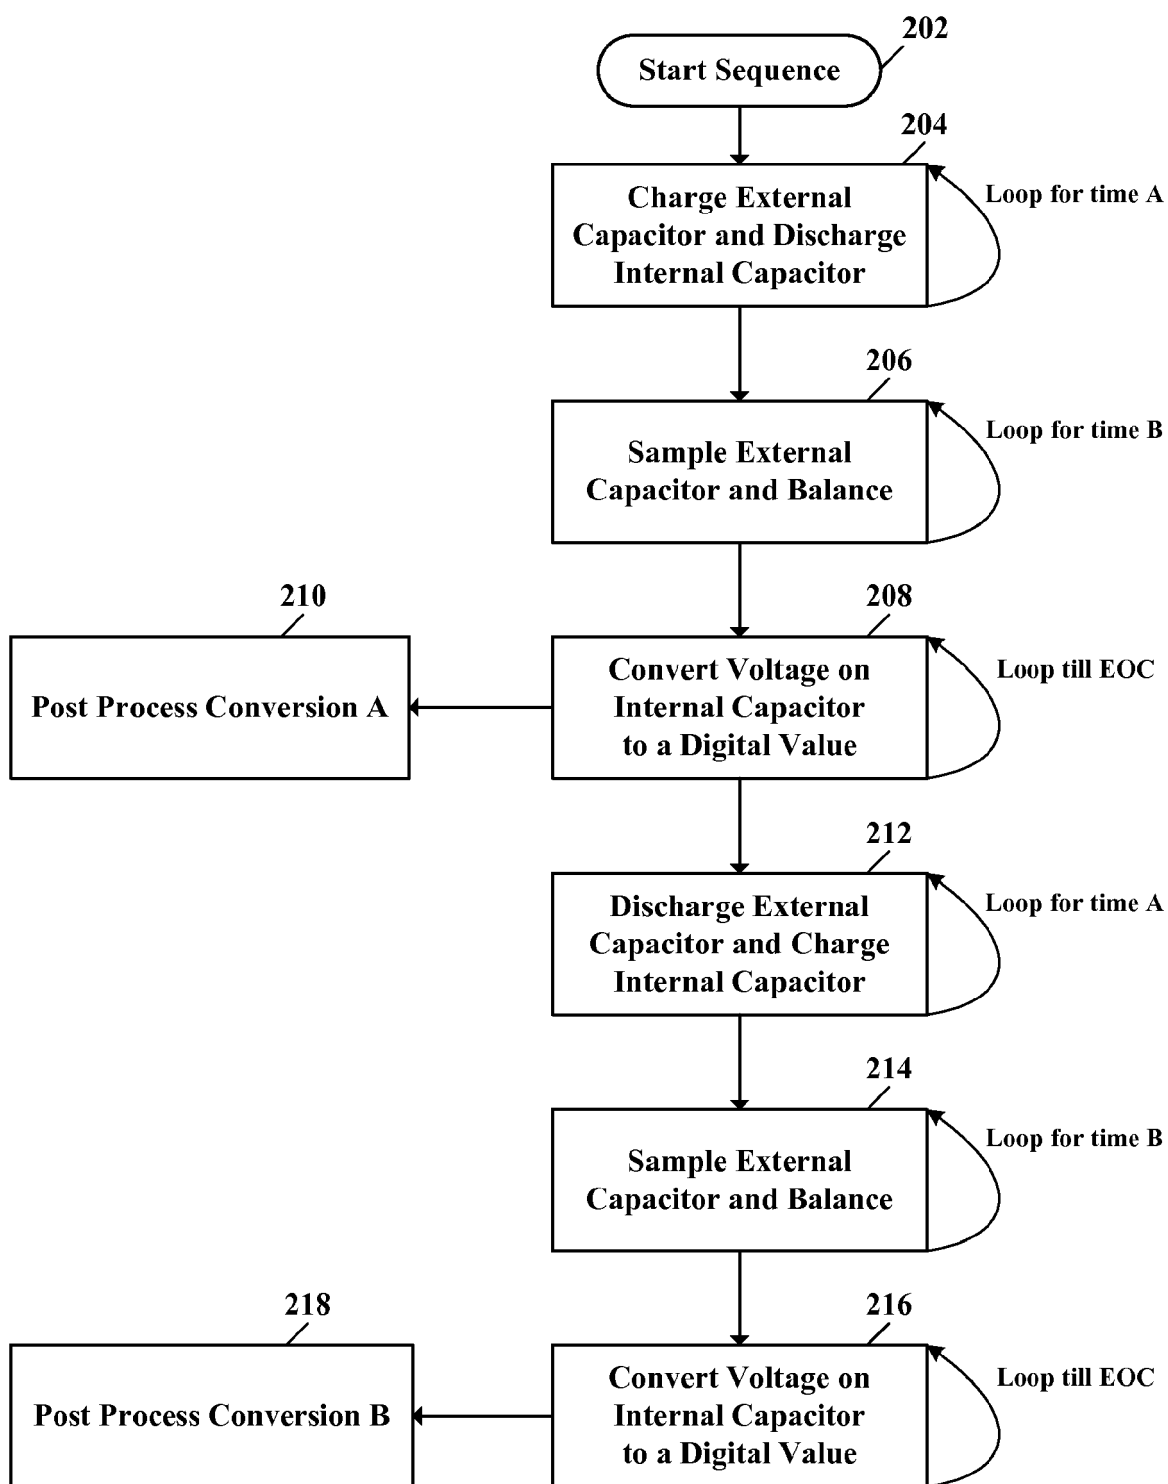 202
Start Sequence
204
Charge External
Capacitor and Discharge
Internal Capacitor
Loop for time A
206
Sample External
Capacitor and Balance
Loop for time B
210
Post Process Conversion A
208
Convert Voltage on
Internal Capacitor
to a Digital Value
Loop till EOC
212
Discharge External
Capacitor and Charge
Internal Capacitor
Loop for time A
214
Sample External
Capacitor and Balance
Loop for time B
218
Post Process Conversion B
216
Convert Voltage on
Internal Capacitor
to a Digital Value
Loop till EOC